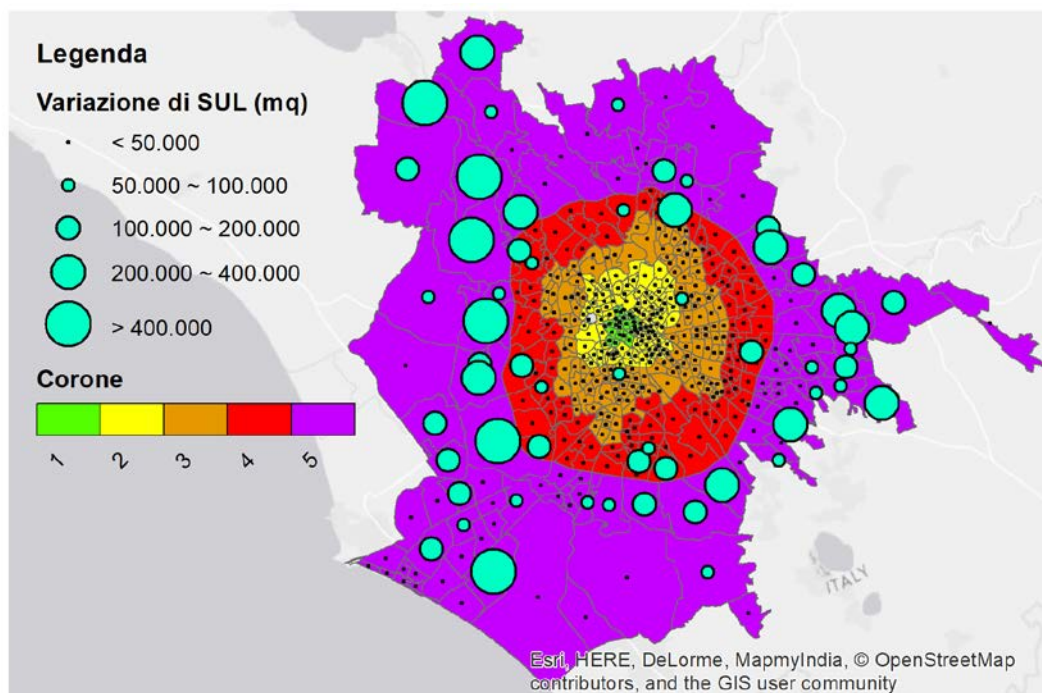 Legenda
Variazione di SUL (mq)
< 50.000
50.000 ~ 100.000
100.000 ~ 200.000
200.000 ~ 400.000
> 400.000
Corone
1 2 3 4 5
ITALY
Esri, HERE, DeLorme, MapmyIndia, © OpenStreetMap
contributors, and the GIS user community